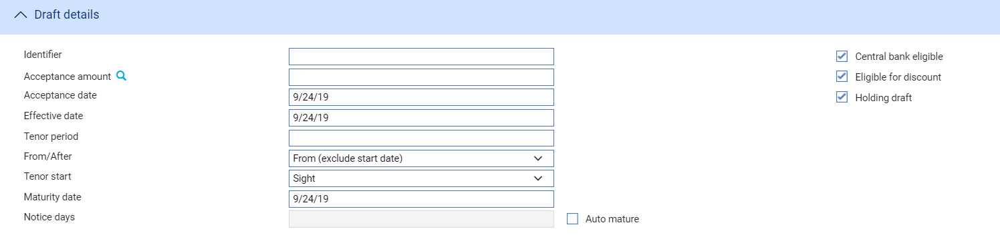 Draft details
Identifier
Central bank eligible
Acceptance amount
Eligible for discount
Acceptance date 9/24/19
Holding draft
Effective date 9/24/19
Tenor period
From/After From (exclude start date)
Tenor start Sight
Maturity date 9/24/19
Notice days Auto mature